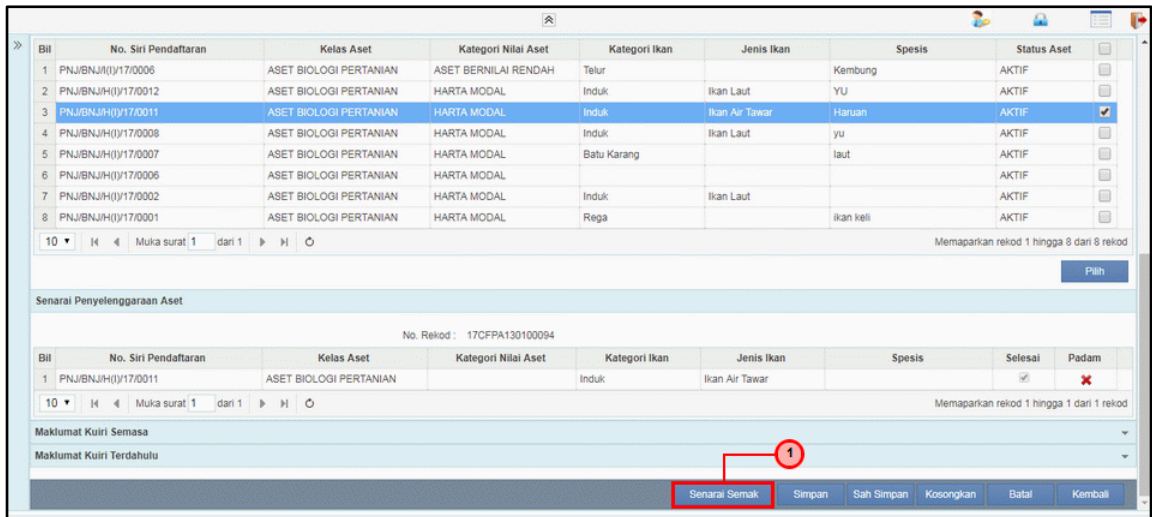 Bil No. Siri Pendaftaran Kelas Aset Kategori Nilai Aset Kategori Ikan Jenis Ikan Spesis Status Aset
1 PNJ/BNJ/I(I)/17/0006 ASET BIOLOGI PERTANIAN ASET BERNILAI RENDAH Telur Kembung AKTIF
2 PNJ/BNJ/H(I)/17/0012 ASET BIOLOGI PERTANIAN HARTA MODAL Induk Ikan Laut YU AKTIF
3 PNJ/BNJ/H(I)/17/0011 ASET BIOLOGI PERTANIAN HARTA MODAL Induk Ikan Air Tawar Haruan AKTIF
4 PNJ/BNJ/H(I)/17/0008 ASET BIOLOGI PERTANIAN HARTA MODAL Induk Ikan Laut yu AKTIF
5 PNJ/BNJ/H(I)/17/0007 ASET BIOLOGI PERTANIAN HARTA MODAL Batu Karang laut AKTIF
6 PNJ/BNJ/H(I)/17/0006 ASET BIOLOGI PERTANIAN HARTA MODAL AKTIF
7 PNJ/BNJ/H(I)/17/0002 ASET BIOLOGI PERTANIAN HARTA MODAL Induk Ikan Laut AKTIF
8 PNJ/BNJ/H(I)/17/0001 ASET BIOLOGI PERTANIAN HARTA MODAL Rega ikan keli AKTIF
10 Muka surat 1 dari 1 Memaparkan rekod 1 hingga 8 dari 8 rekod
Pilih
Senarai Penyelenggaraan Aset
No. Rekod : 17CFPA130100094
Bil No. Siri Pendaftaran Kelas Aset Kategori Nilai Aset Kategori Ikan Jenis Ikan Spesis Selesai Padam
1 PNJ/BNJ/H(I)/17/0011 ASET BIOLOGI PERTANIAN Induk Ikan Air Tawar
10 Muka surat 1 dari 1 Memaparkan rekod 1 hingga 1 dari 1 rekod
Maklumat Kuiri Semasa
Maklumat Kuiri Terdahulu
1
Senarai Semak Simpan Sah Simpan Kosongkan Batal Kembali